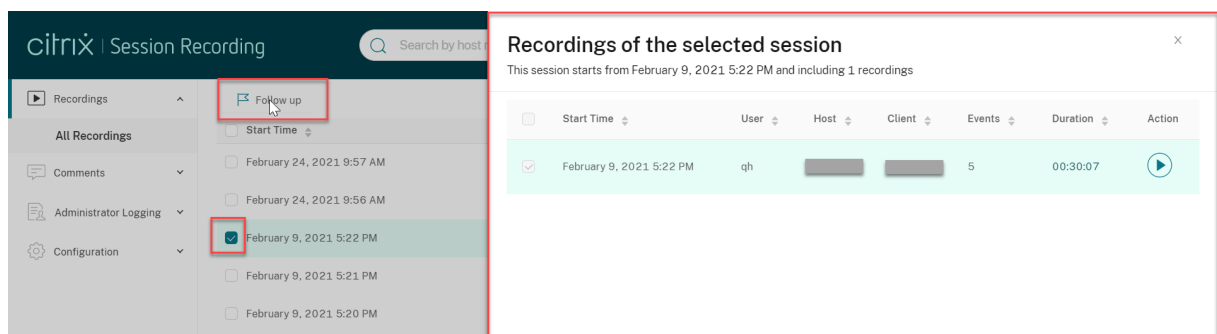 citrix | Session Recording
Search by host
Recordings
All Recordings
Comments
Administrator Logging
Configuration
Follow up
Start Time
February 24, 2021 9:57 AM
February 24, 2021 9:56 AM
February 9, 2021 5:22 PM
February 9, 2021 5:21 PM
February 9, 2021 5:20 PM
Recordings of the selected session
This session starts from February 9, 2021 5:22 PM and including 1 recordings
Start Time User Host Client Events Duration Action
February 9, 2021 5:22 PM qh 5 00:30:07